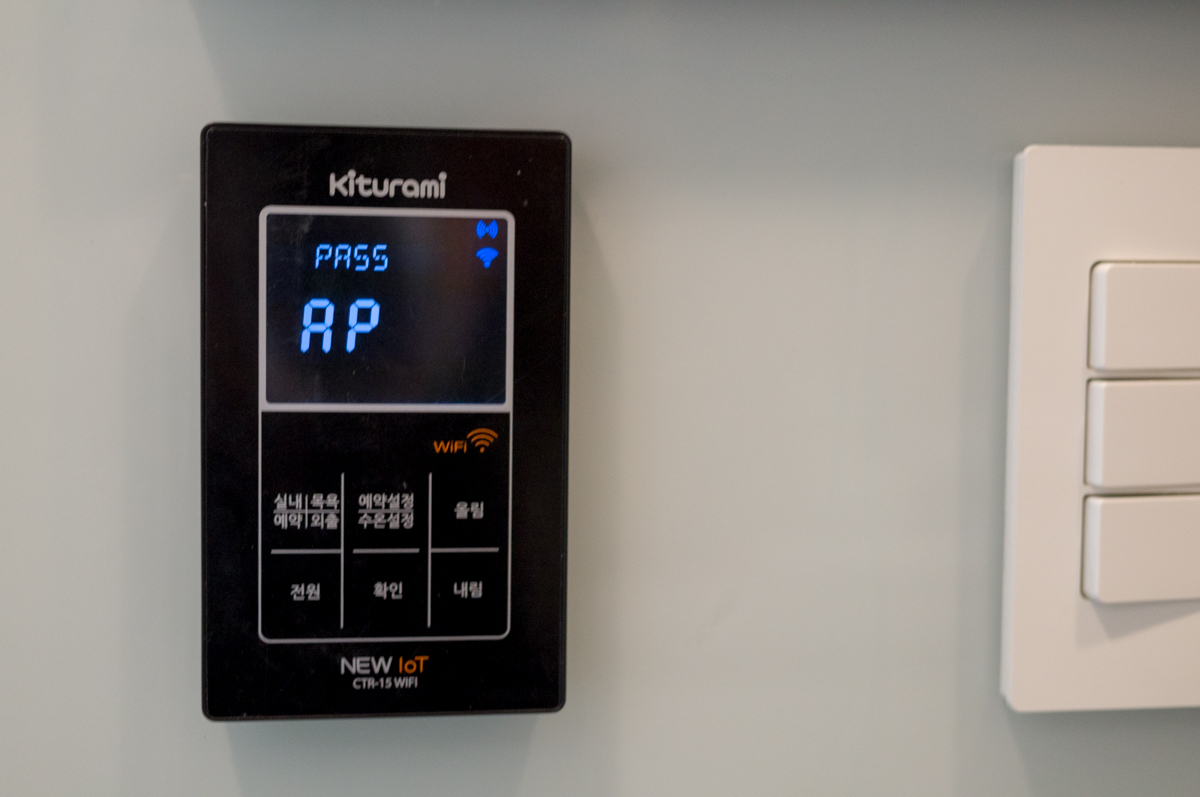 Kiturami
PASS
AP
WiFi
실내 | 목욕 예약설정 올림
예약 | 외출 수온설정
전원 확인 내림
NEW IoT
CTR-15 WIFI